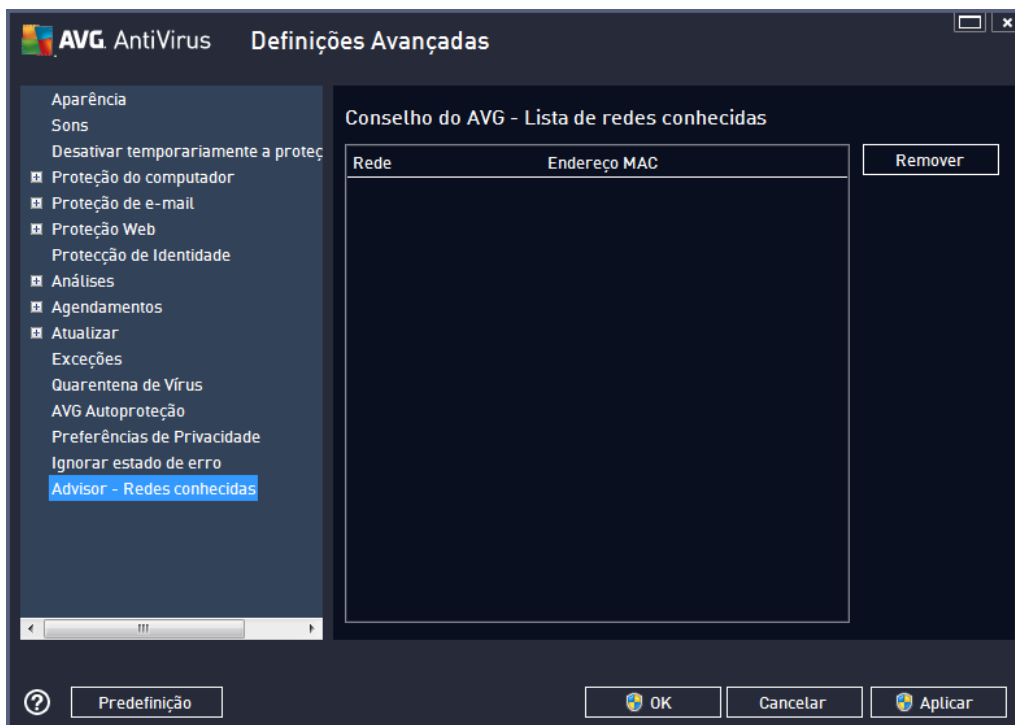 AVG AntiVirus Definições Avançadas
Aparência
Sons
Desativar temporariamente a proteç
Proteção do computador
Proteção de e-mail
Proteção Web
Protecção de Identidade
Análises
Agendamentos
Atualizar
Exceções
Quarentena de Vírus
AVG Autoproteção
Preferências de Privacidade
Ignorar estado de erro
Advisor - Redes conhecidas
Conselho do AVG - Lista de redes conhecidas
Rede Endereço MAC
Remover
Predefinição OK Cancelar Aplicar